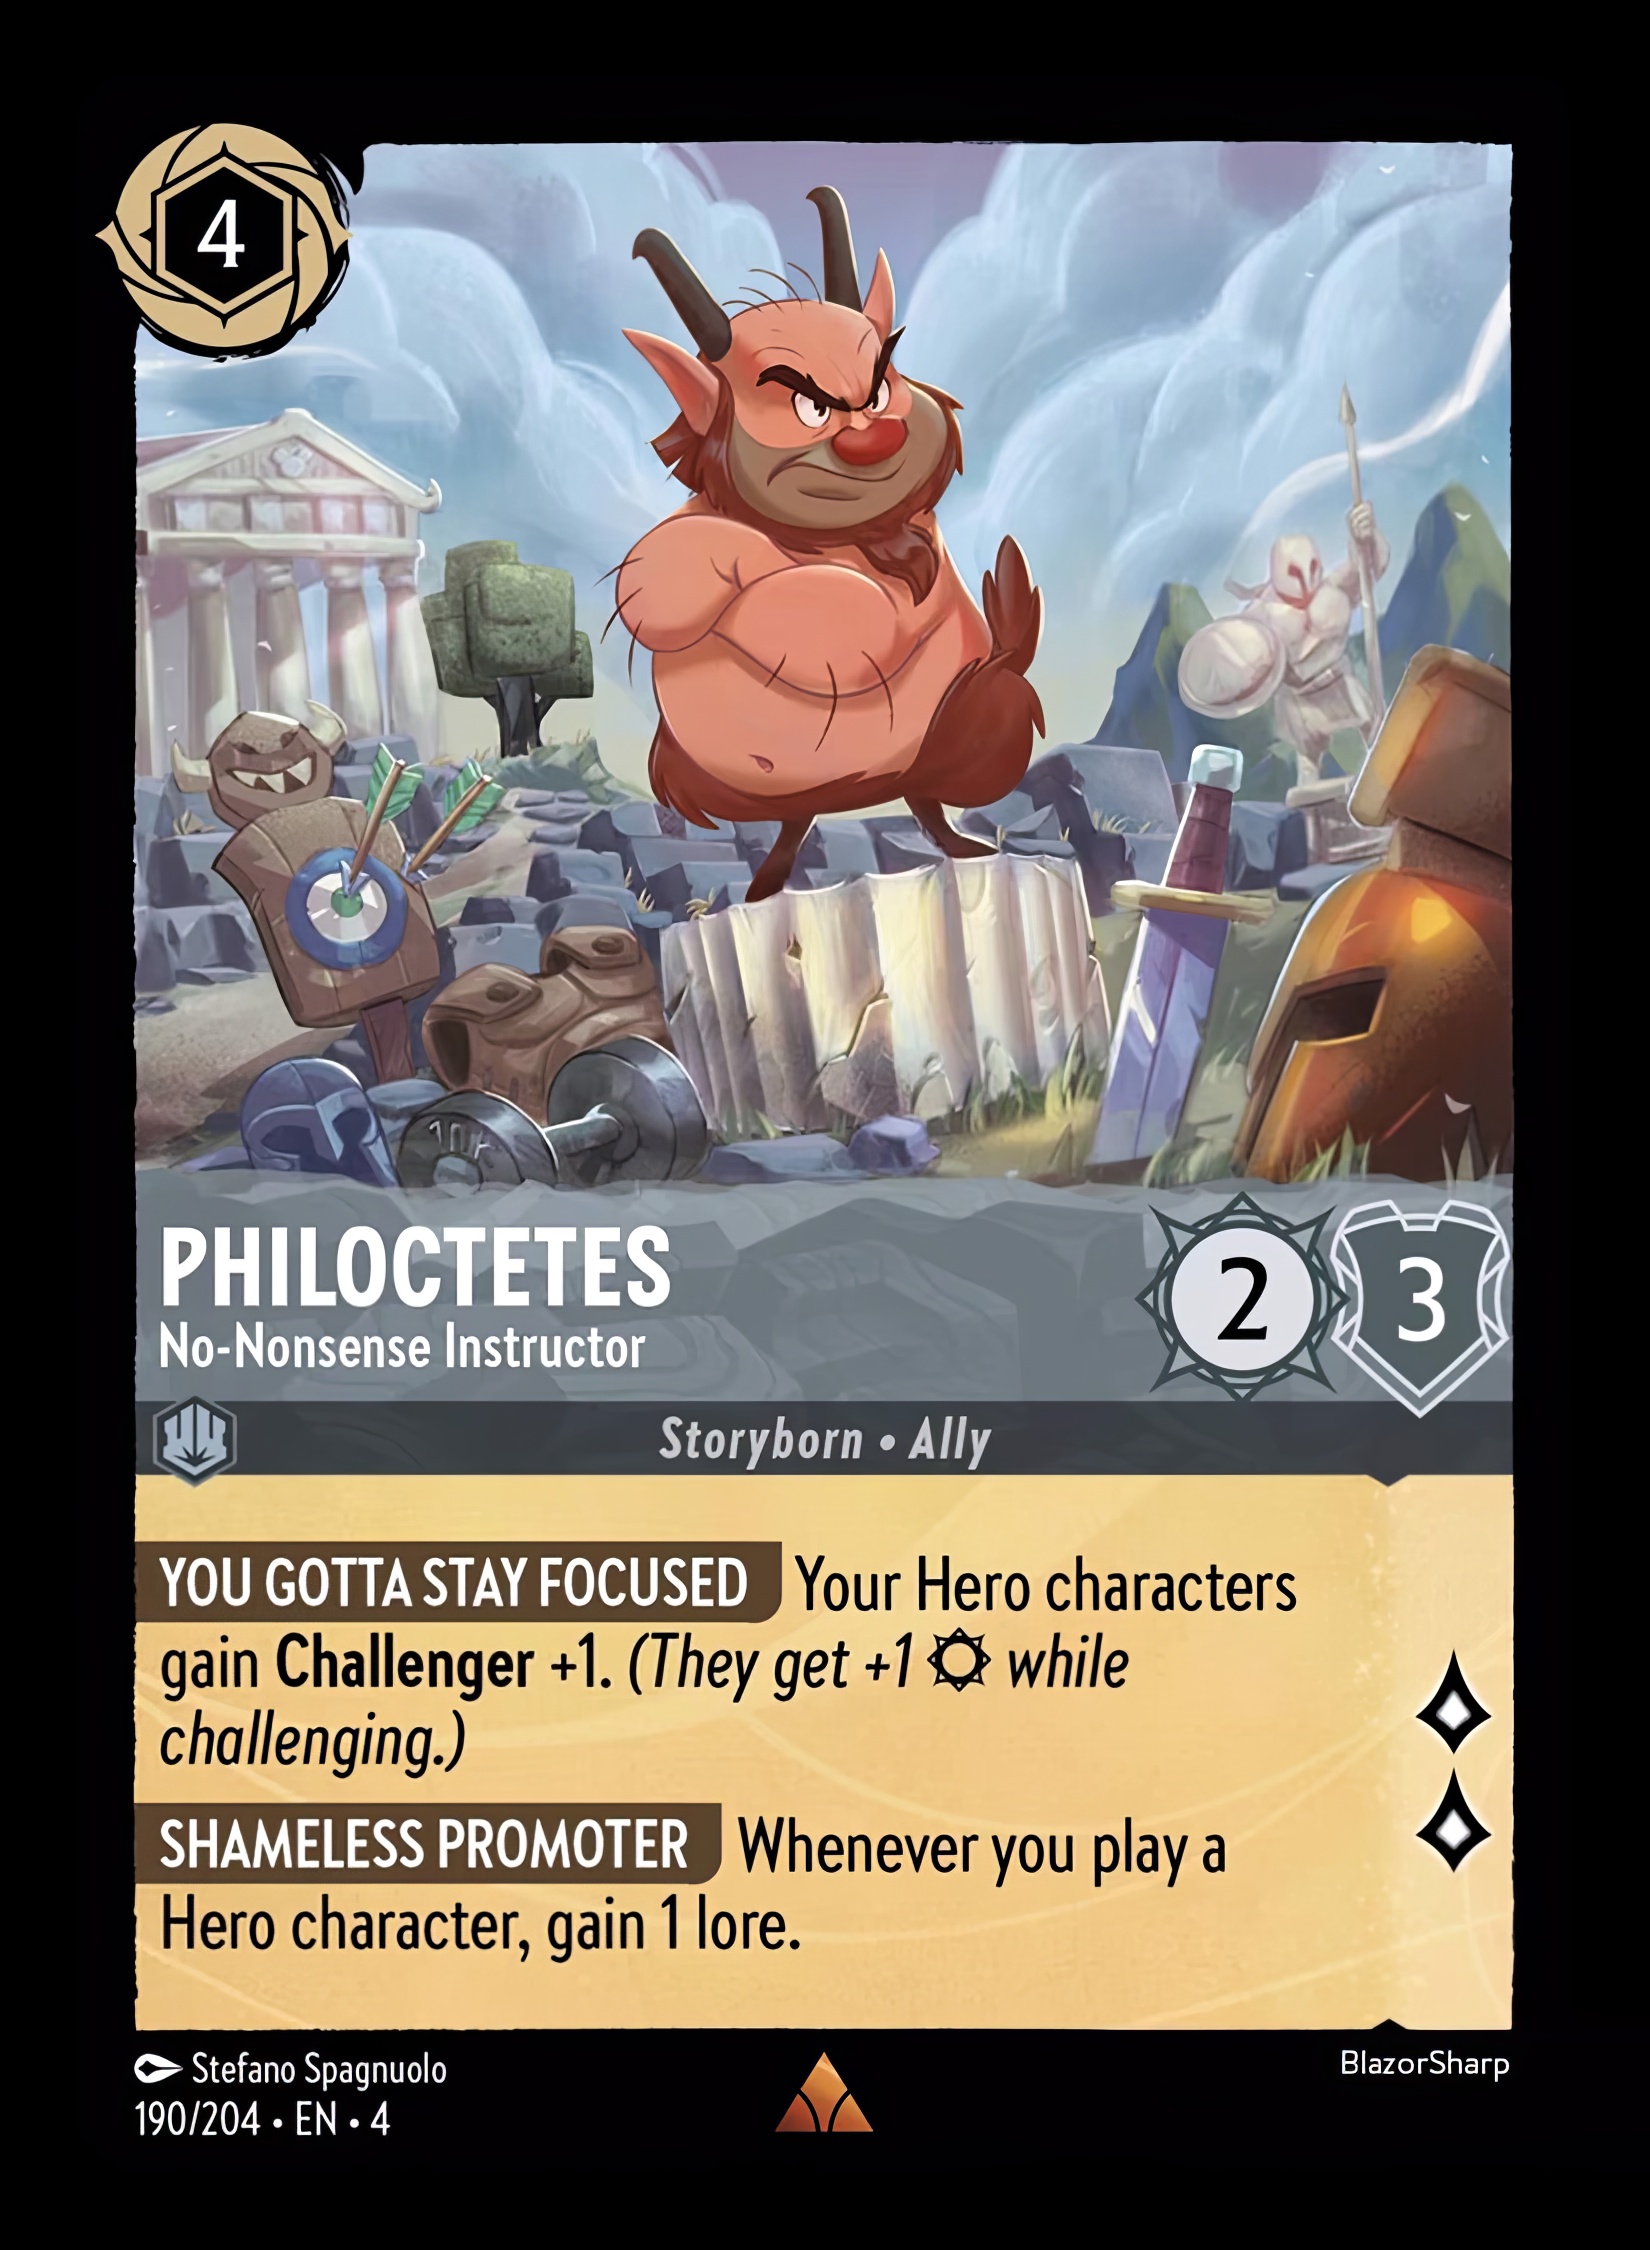 4
10K
PHILOCTETES
No-Nonsense Instructor
2
3
Storyborn • Ally
YOU GOTTA STAY FOCUSED Your Hero characters
gain Challenger +1. (They get +1 while
challenging.)
SHAMELESS PROMOTER Whenever you play a
Hero character, gain 1 lore.
Stefano Spagnuolo
190/204 • EN • 4
BlazorSharp